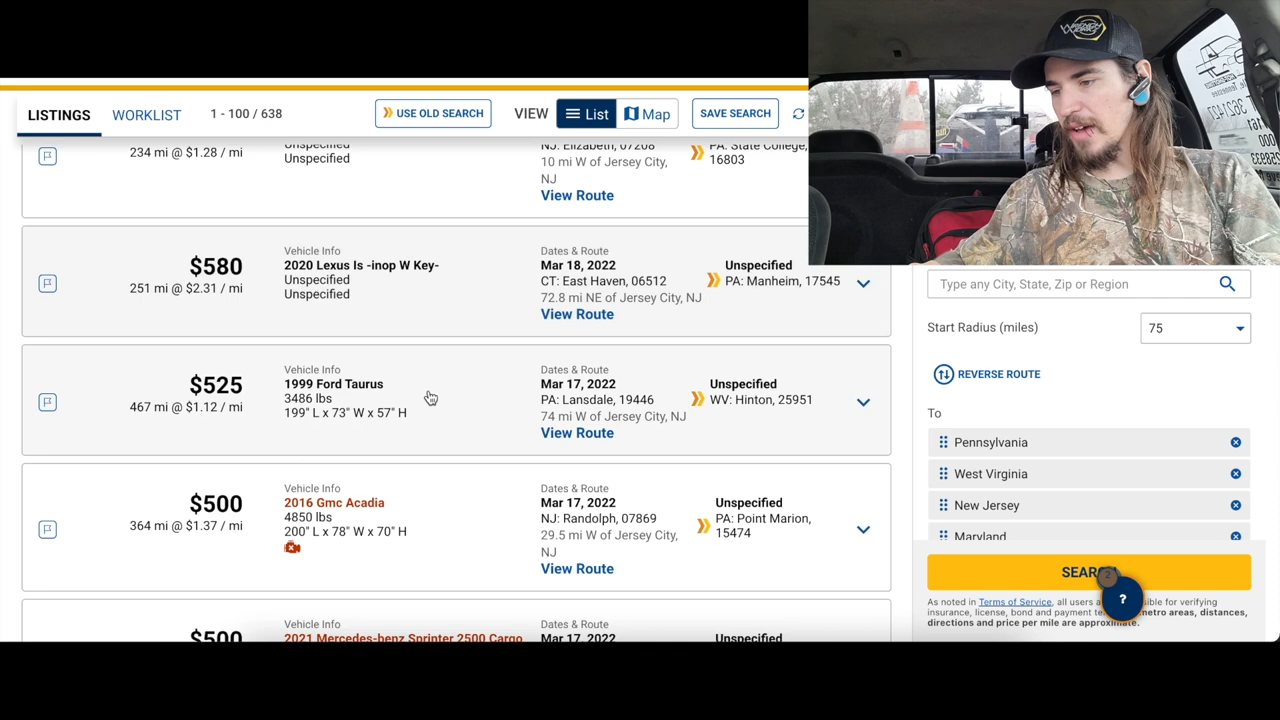 LISTINGS
WORKLIST
1 - 100 / 638
USE OLD SEARCH
VIEW
List
Map
SAVE SEARCH
234 mi @ $1.28 / mi
Unspecified
Unspecified
NJ: Elizabeth, 07208
10 mi W of Jersey City,
NJ
View Route
PA: State College,
16803
$580
251 mi @ $2.31 / mi
Vehicle Info
2020 Lexus Is -inop W Key-
Unspecified
Unspecified
Dates & Route
Mar 18, 2022
CT: East Haven, 06512
72.8 mi NE of Jersey City, NJ
View Route
Unspecified
PA: Manheim, 17545
$525
467 mi @ $1.12 / mi
Vehicle Info
1999 Ford Taurus
3486 lbs
199" L x 73" W x 57" H
Dates & Route
Mar 17, 2022
PA: Lansdale, 19446
74 mi W of Jersey City, NJ
View Route
Unspecified
WV: Hinton, 25951
$500
364 mi @ $1.37 / mi
Vehicle Info
2016 Gmc Acadia
4850 lbs
200" L x 78" W x 70" H
Dates & Route
Mar 17, 2022
NJ: Randolph, 07869
29.5 mi W of Jersey City,
NJ
View Route
Unspecified
PA: Point Marion,
15474
$500
Vehicle Info
2021 Mercedes-benz Sprinter 2500 Cargo
Dates & Route
Mar 17, 2022
Unspecified
Type any City, State, Zip or Region
Start Radius (miles)
75
REVERSE ROUTE
To
Pennsylvania
West Virginia
New Jersey
Maryland
SEARCH
2
?
As noted in Terms of Service, all users a
sible for verifying
insurance, license, bond and payment te
metro areas, distances,
directions and price per mile are approximate.